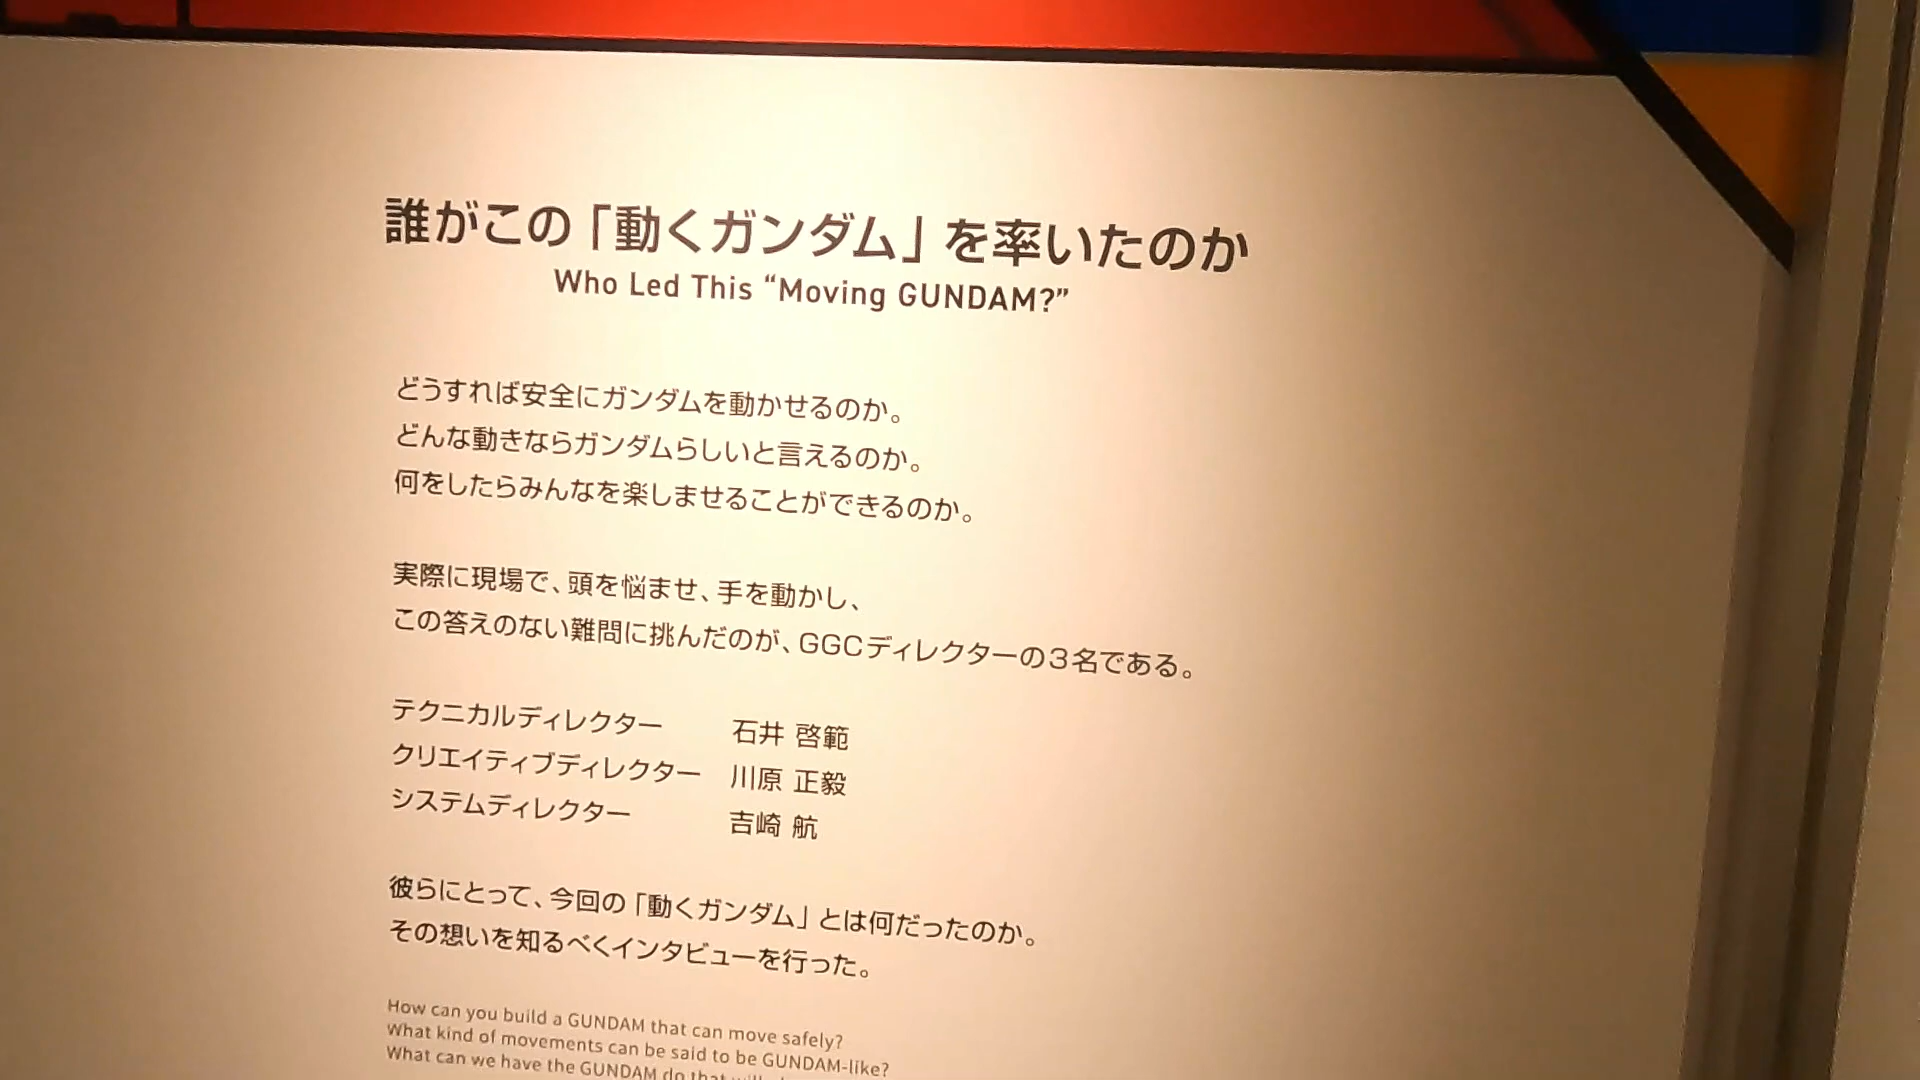 誰がこの「動くガンダム」を率いたのか
Who Led This “Moving GUNDAM?”
どうすれば安全にガンダムを動かせるのか。
どんな動きならガンダムらしいと言えるのか。
何をしたらみんなを楽しませることができるのか。
実際に現場で、頭を悩ませ、手を動かし、
この答えのない難問に挑んだのが、GGCディレクターの3名である。
テクニカルディレクター 石井 啓範
クリエイティブディレクター 川原 正毅
システムディレクター 吉崎 航
彼らにとって、今回の「動くガンダム」とは何だったのか。
その想いを知るべくインタビューを行った。
How can you build a GUNDAM that can move safely?
What kind of movements can be said to be GUNDAM-like?
What can we have the GUNDAM do that